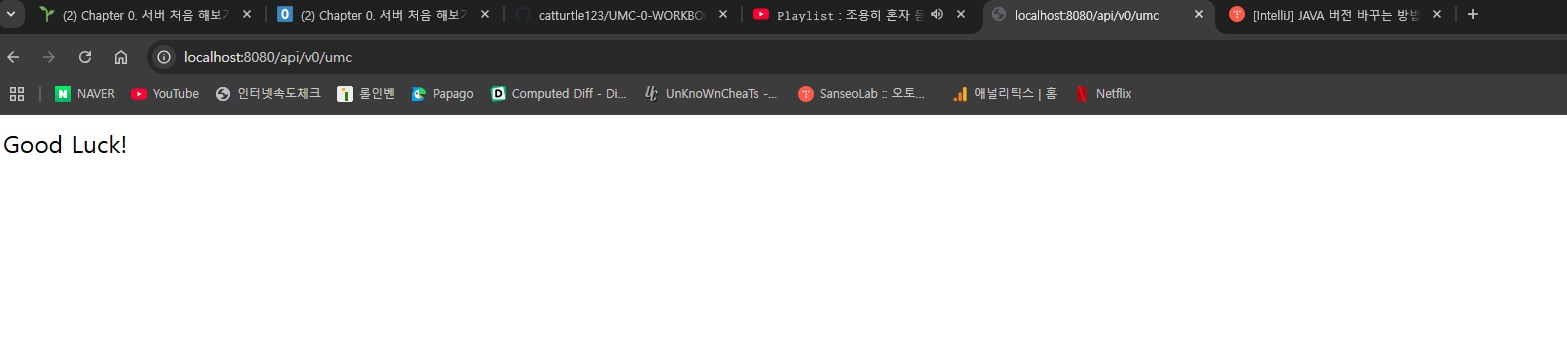 (2) Chapter 0. 서버 처음 해보기
(2) Chapter 0. 서버 처음 해보기
catturtle123/UMC-0-WORKBO
Playlist : 조용히 혼자 듣
localhost:8080/api/v0/umc
[IntelliJ] JAVA 버전 바꾸는 방법
localhost:8080/api/v0/umc
NAVER
YouTube
인터넷속도체크
롤인벤
Papago
Computed Diff - Di...
UnKnoWnCheaTs -...
SanseoLab :: 오토...
애널리틱스 | 홈
Netflix
Good Luck!